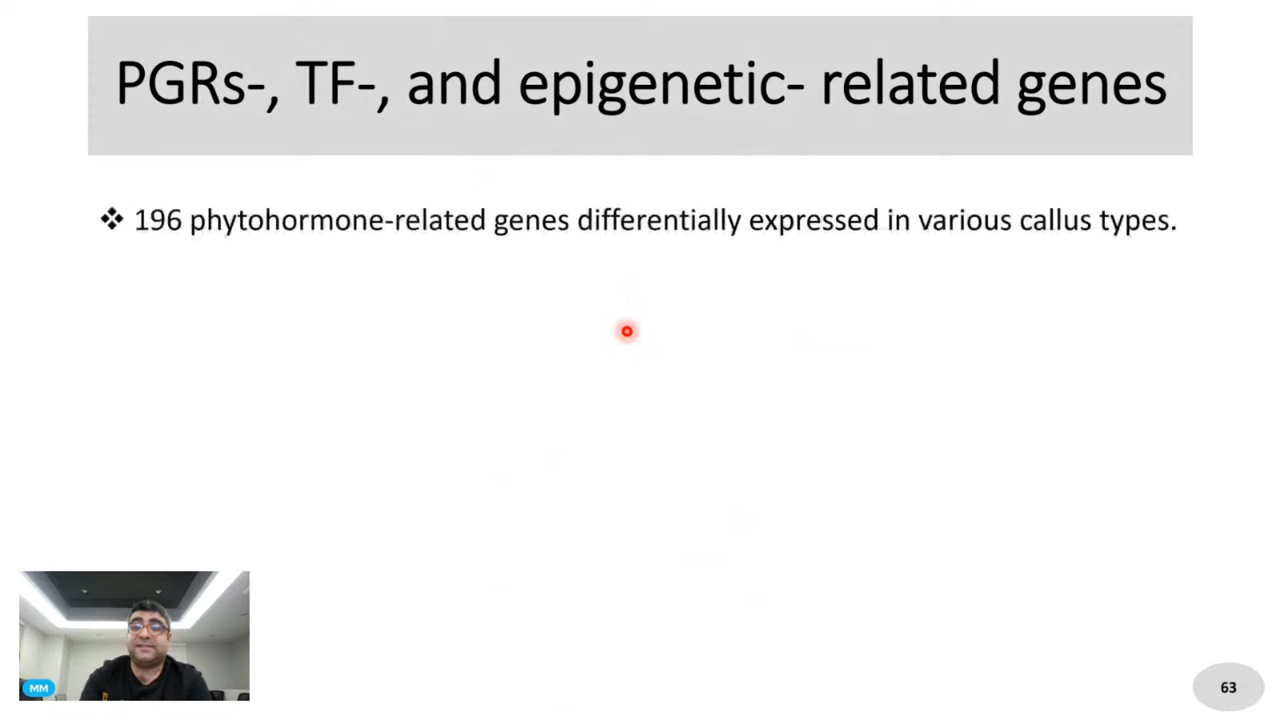 PGRs-, TF-, and epigenetic- related genes
❖ 196 phytohormone-related genes differentially expressed in various callus types.
MM
63